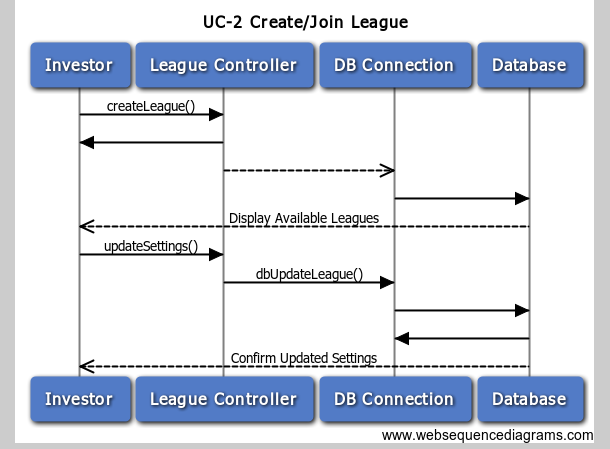 UC-2 Create/Join League
Investor League Controller DB Connection Database
createLeague()
Display Available Leagues
updateSettings()
dbUpdateLeague()
Confirm Updated Settings
Investor League Controller DB Connection Database
www.websequencediagrams.com